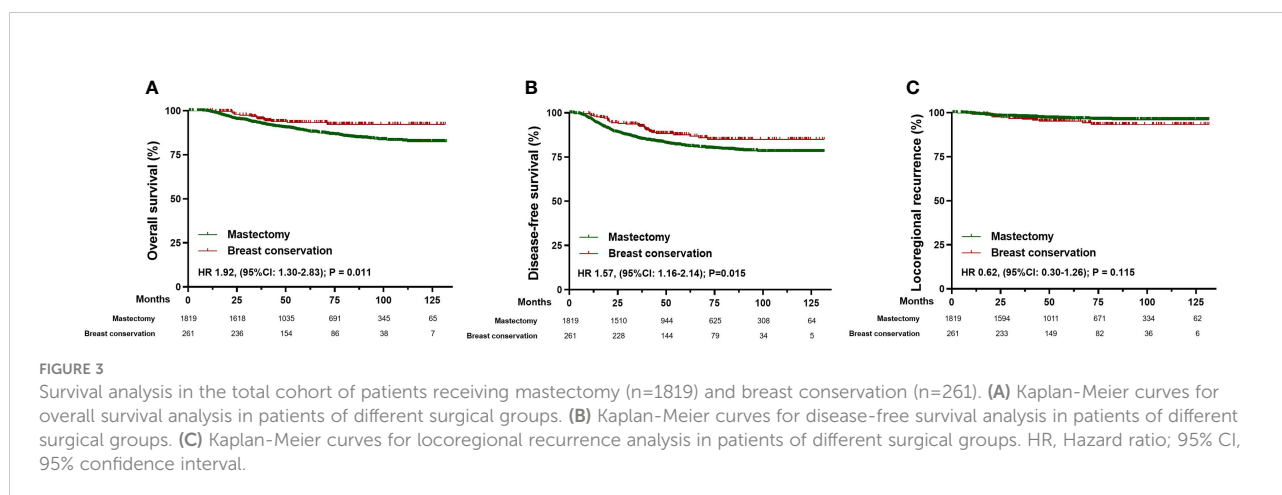 A
Overall survival (%)
100
75
50
25
0
Mastectomy
Breast conservation
HR 1.92, (95%CI: 1.30-2.83); P = 0.011
Months 0 25 50 75 100 125
Mastectomy 1819 1618 1035 691 345 65
Breast conservation 261 236 154 86 38 7
B
Disease-free survival (%)
100
75
50
25
0
Mastectomy
Breast conservation
HR 1.57, (95%CI: 1.16-2.14); P=0.015
Months 0 25 50 75 100 125
Mastectomy 1819 1510 944 625 308 64
Breast conservation 261 228 144 79 34 5
C
Locoregional recurrence (%)
100
75
50
25
0
Mastectomy
Breast conservation
HR 0.62, (95%CI: 0.30-1.26); P = 0.115
Months 0 25 50 75 100 125
Mastectomy 1819 1594 1011 671 334 62
Breast conservation 261 233 149 82 36 6
FIGURE 3
Survival analysis in the total cohort of patients receiving mastectomy (n=1819) and breast conservation (n=261). (A) Kaplan-Meier curves for
overall survival analysis in patients of different surgical groups. (B) Kaplan-Meier curves for disease-free survival analysis in patients of different
surgical groups. (C) Kaplan-Meier curves for locoregional recurrence analysis in patients of different surgical groups. HR, Hazard ratio; 95% CI,
95% confidence interval.